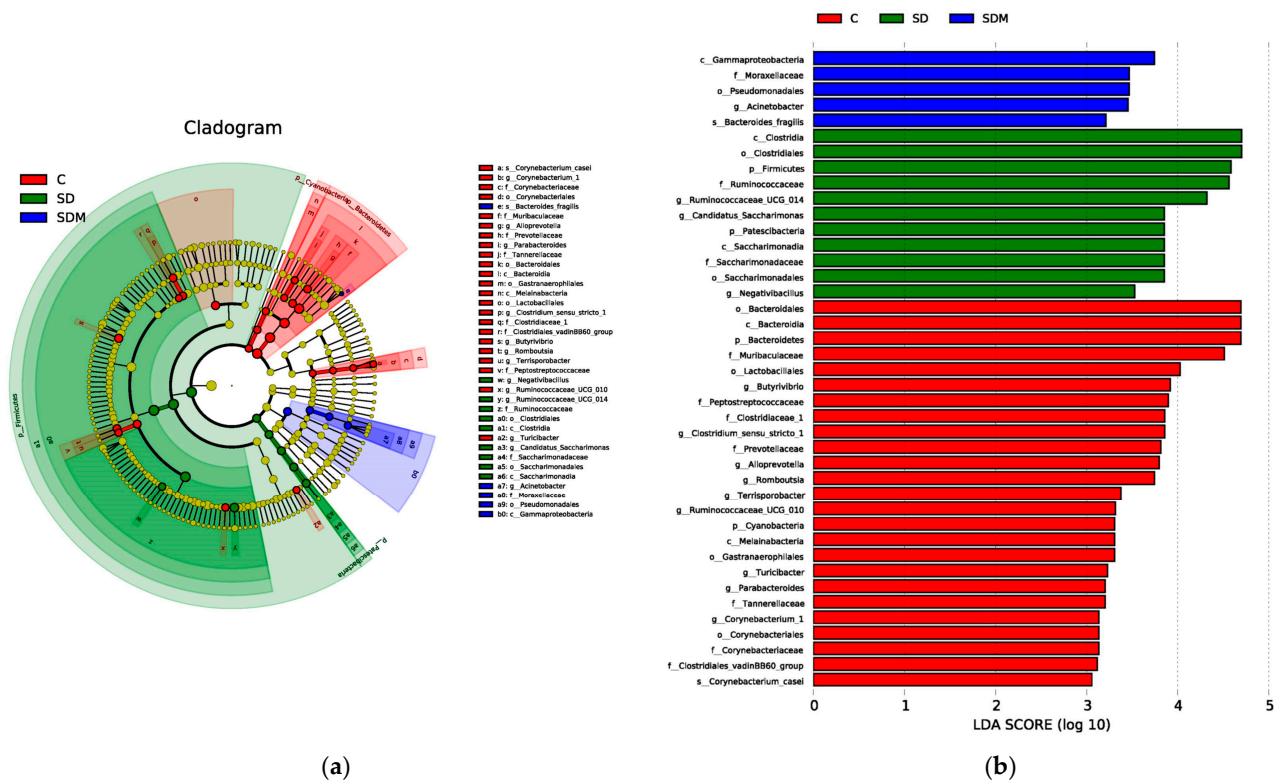 Cladogram
C
SD
SDM
p__Cyanobacteria
p__Bacteroidetes
p__Firmicutes
p__Patescibacteria
a: s__Corynebacterium_casei
b: g__Corynebacterium_1
c: f__Corynebacteriaceae
d: o__Corynebacteriales
e: s__Bacteroides_fragilis
f: f__Muribaculaceae
g: g__Alloprevotella
h: f__Prevotellaceae
i: g__Parabacteroides
j: f__Tannerellaceae
k: o__Bacteroidales
l: c__Bacteroidia
m: o__Gastranaerophilales
n: c__Melainabacteria
o: o__Lactobacillales
p: g__Clostridium_sensu_stricto_1
q: f__Clostridiaceae_1
r: f__Clostridiales_vadinBB60_group
s: g__Butyrivibrio
t: g__Romboutsia
u: g__Terrisporobacter
v: f__Peptostreptococcaceae
w: g__Negativibacillus
x: g__Ruminococcaceae_UCG_010
y: g__Ruminococcaceae_UCG_014
z: f__Ruminococcaceae
a0: o__Clostridiales
a1: c__Clostridia
a2: g__Turicibacter
a3: g__Candidatus_Saccharimonas
a4: f__Saccharimonadaceae
a5: o__Saccharimonadales
a6: c__Saccharimonadia
a7: g__Acinetobacter
a8: f__Moraxellaceae
a9: o__Pseudomonadales
b0: c__Gammaproteobacteria
(a)
C SD SDM
c__Gammaproteobacteria
f__Moraxellaceae
o__Pseudomonadales
g__Acinetobacter
s__Bacteroides_fragilis
c__Clostridia
o__Clostridiales
p__Firmicutes
f__Ruminococcaceae
g__Ruminococcaceae_UCG_014
g__Candidatus_Saccharimonas
p__Patescibacteria
c__Saccharimonadia
f__Saccharimonadaceae
o__Saccharimonadales
g__Negativibacillus
o__Bacteroidales
c__Bacteroidia
p__Bacteroidetes
f__Muribaculaceae
o__Lactobacillales
g__Butyrivibrio
f__Peptostreptococcaceae
f__Clostridiaceae_1
g__Clostridium_sensu_stricto_1
f__Prevotellaceae
g__Alloprevotella
g__Romboutsia
g__Terrisporobacter
g__Ruminococcaceae_UCG_010
p__Cyanobacteria
c__Melainabacteria
o__Gastranaerophilales
g__Turicibacter
g__Parabacteroides
f__Tannerellaceae
g__Corynebacterium_1
o__Corynebacteriales
f__Corynebacteriaceae
f__Clostridiales_vadinBB60_group
s__Corynebacterium_casei
0 1 2 3 4 5
LDA SCORE (log 10)
(b)